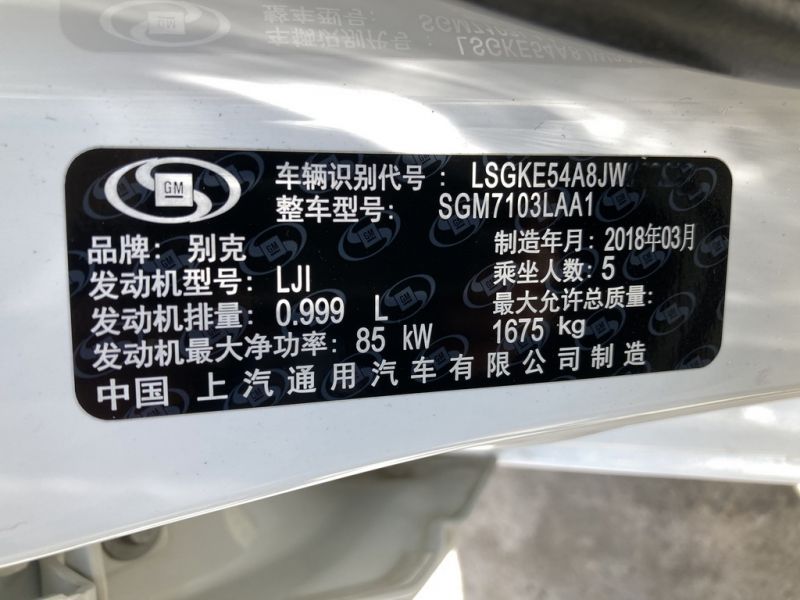 GM
车辆识别代号： LSGKE54A8JW
整车型号： SGM7103LAA1
品牌：别克
制造年月：2018年03月
发动机型号：LJI
乘坐人数：5
发动机排量：0.999 L
最大允许总质量：
1675 kg
发动机最大净功率：85 kW
中国 上汽通用汽车有限公司制造